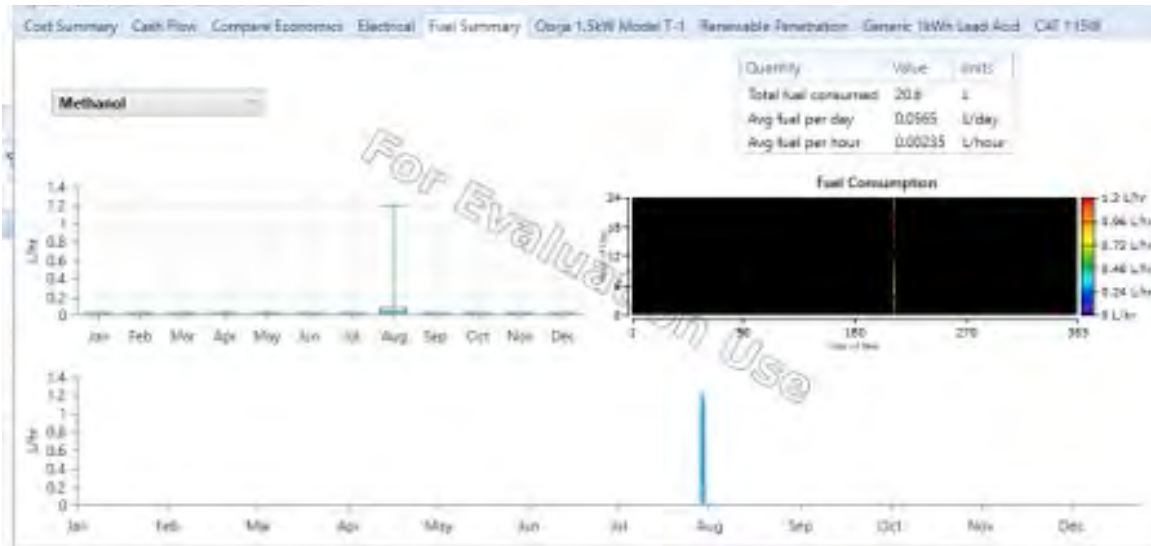 Cost Summary Cash Flow Compare Economics Electrical Fuel Summary Oorja 1.5kW Model T-1 Renewable Penetration Generic 1kWh Lead Acid
Quantity Value Units
Methanol
Total fuel consumed 20.6 L
Avg fuel per day 0.0565 L/day
Avg fuel per hour 0.00235 L/hour
For Evaluation Use
Fuel Consumption
1.4
1.2
1
0.8
0.6
0.4
0.2
0
L/hr
Jan Feb Mar Apr May Jun Jul Aug Sep Oct Nov Dec
24
18
12
6
0
1 90 180 270 365
1.2 L/hr
0.96 L/hr
0.72 L/hr
0.48 L/hr
0.24 L/hr
0 L/hr
1.4
1.2
1
0.8
0.6
0.4
0.2
0
L/hr
Jan Feb Mar Apr May Jun Jul Aug Sep Oct Nov Dec